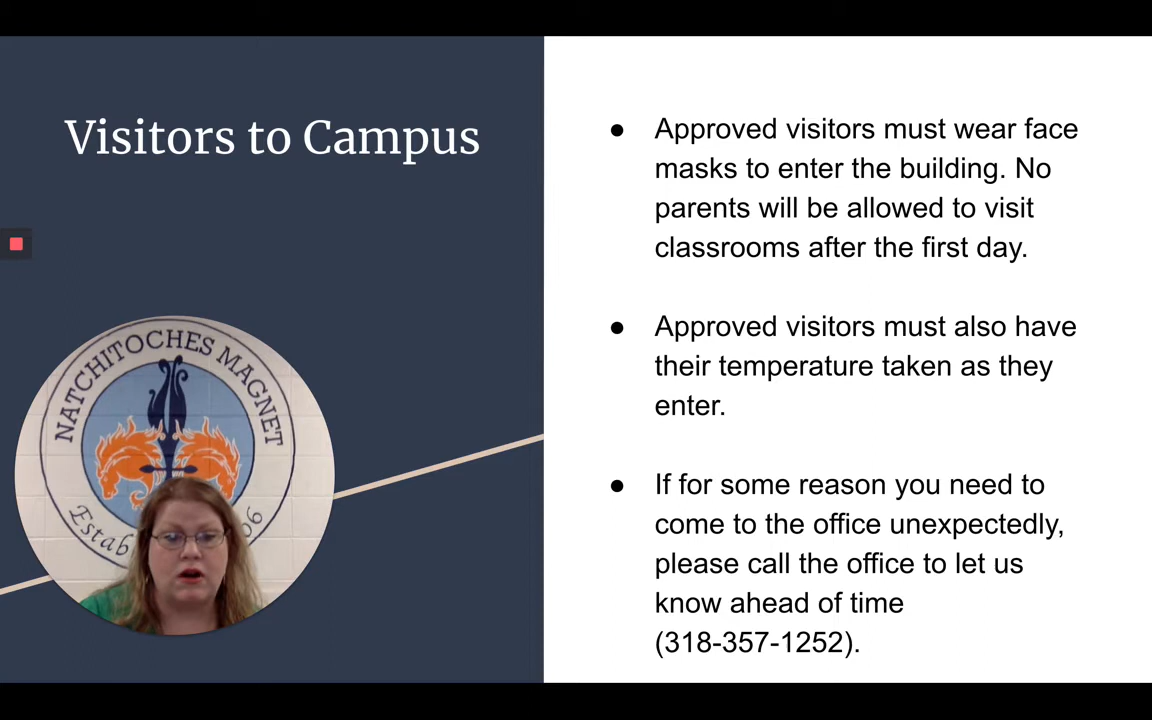 Visitors to Campus
NATCHITOCHES MAGNET
Estab
06
● Approved visitors must wear face
masks to enter the building. No
parents will be allowed to visit
classrooms after the first day.
● Approved visitors must also have
their temperature taken as they
enter.
● If for some reason you need to
come to the office unexpectedly,
please call the office to let us
know ahead of time
(318-357-1252).